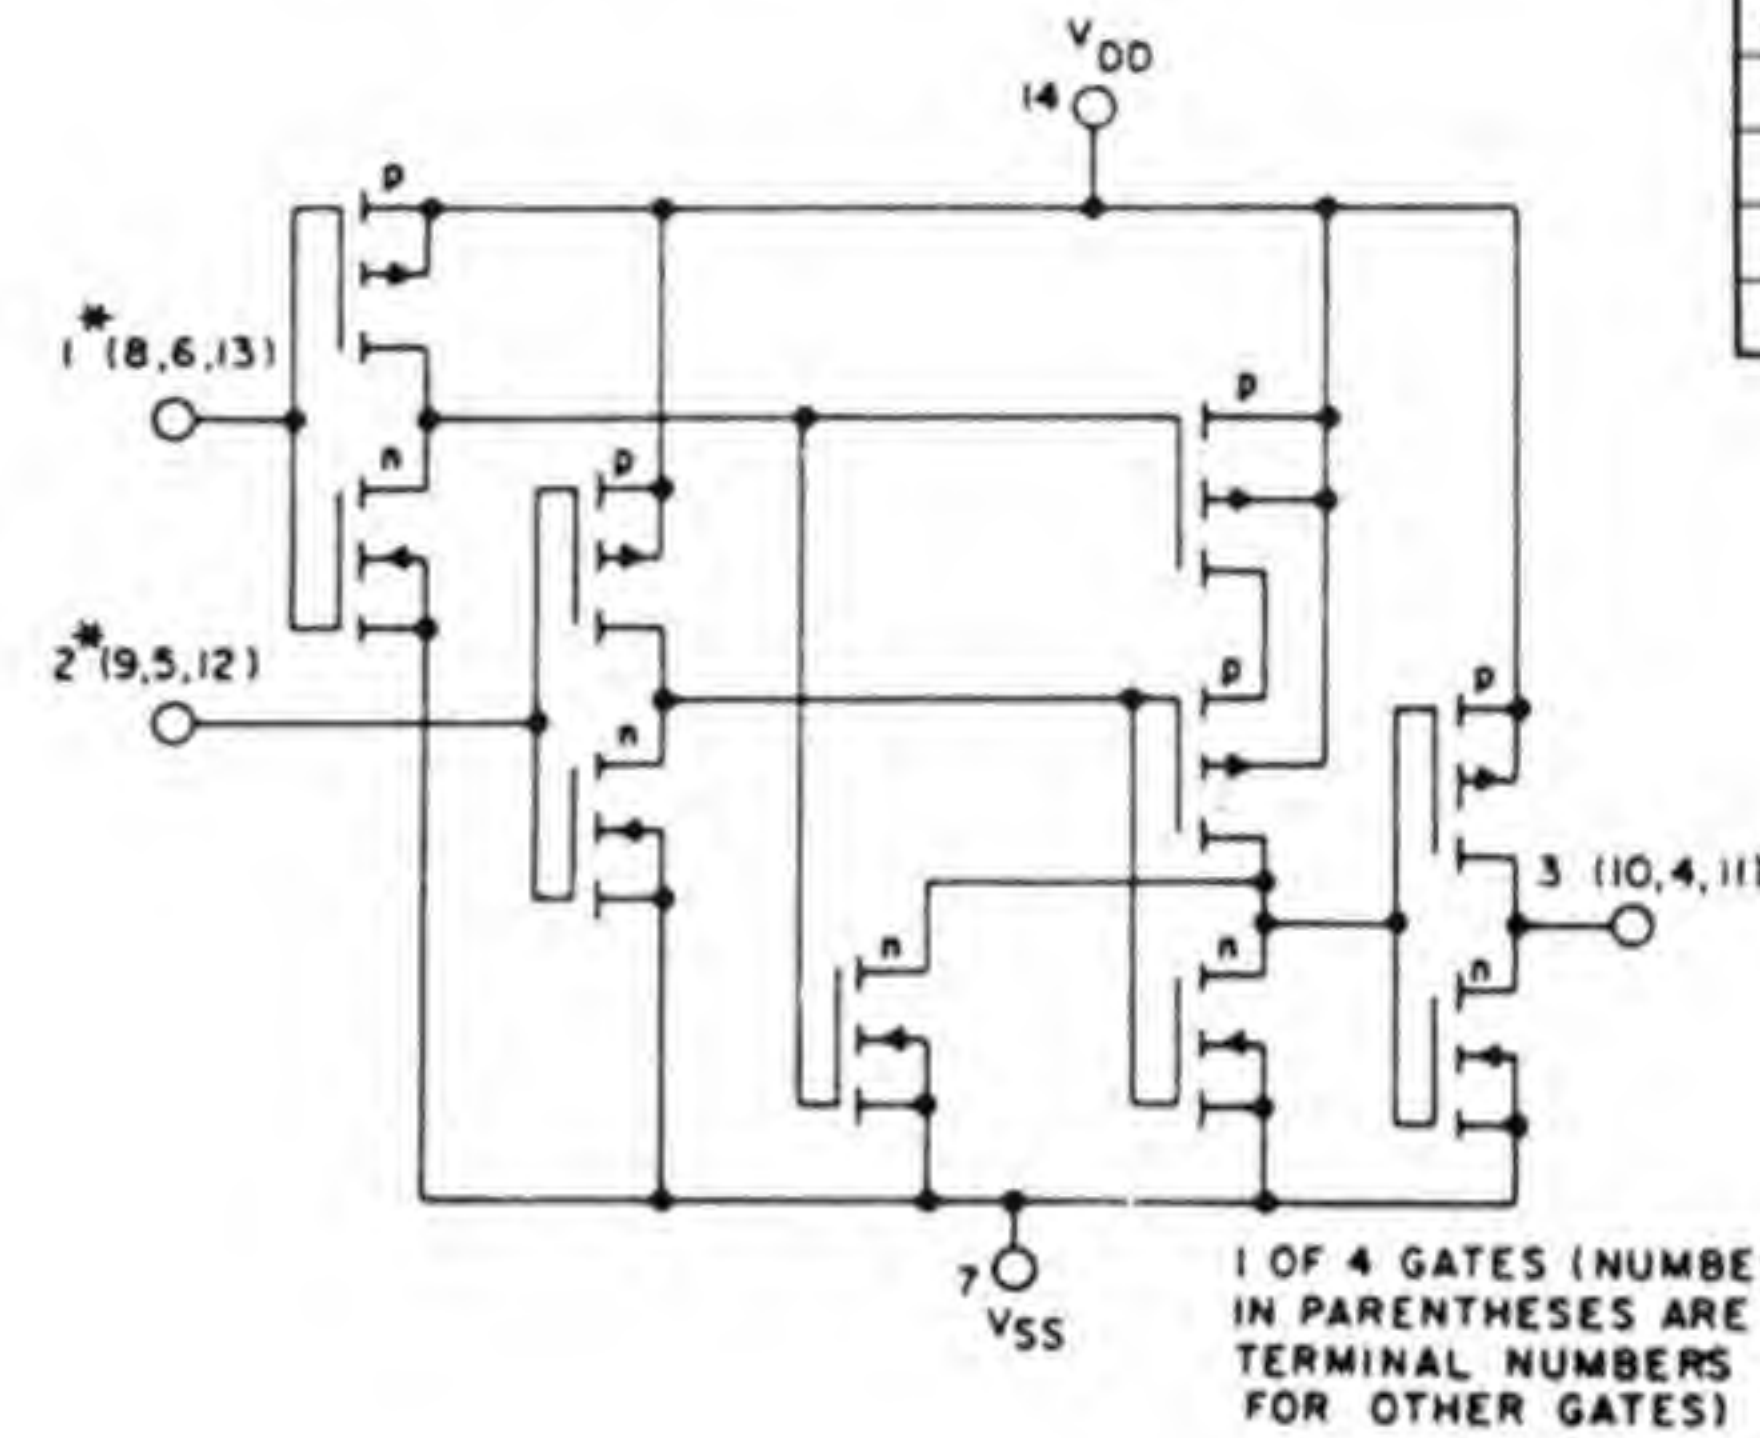 VDD
14
p
1*(8,6,13)
p
n
p
2*(9,5,12)
p
p
n
3 (10,4,11)
n
n
n
7
VSS
1 OF 4 GATES (NUMBE
IN PARENTHESES ARE
TERMINAL NUMBERS
FOR OTHER GATES)